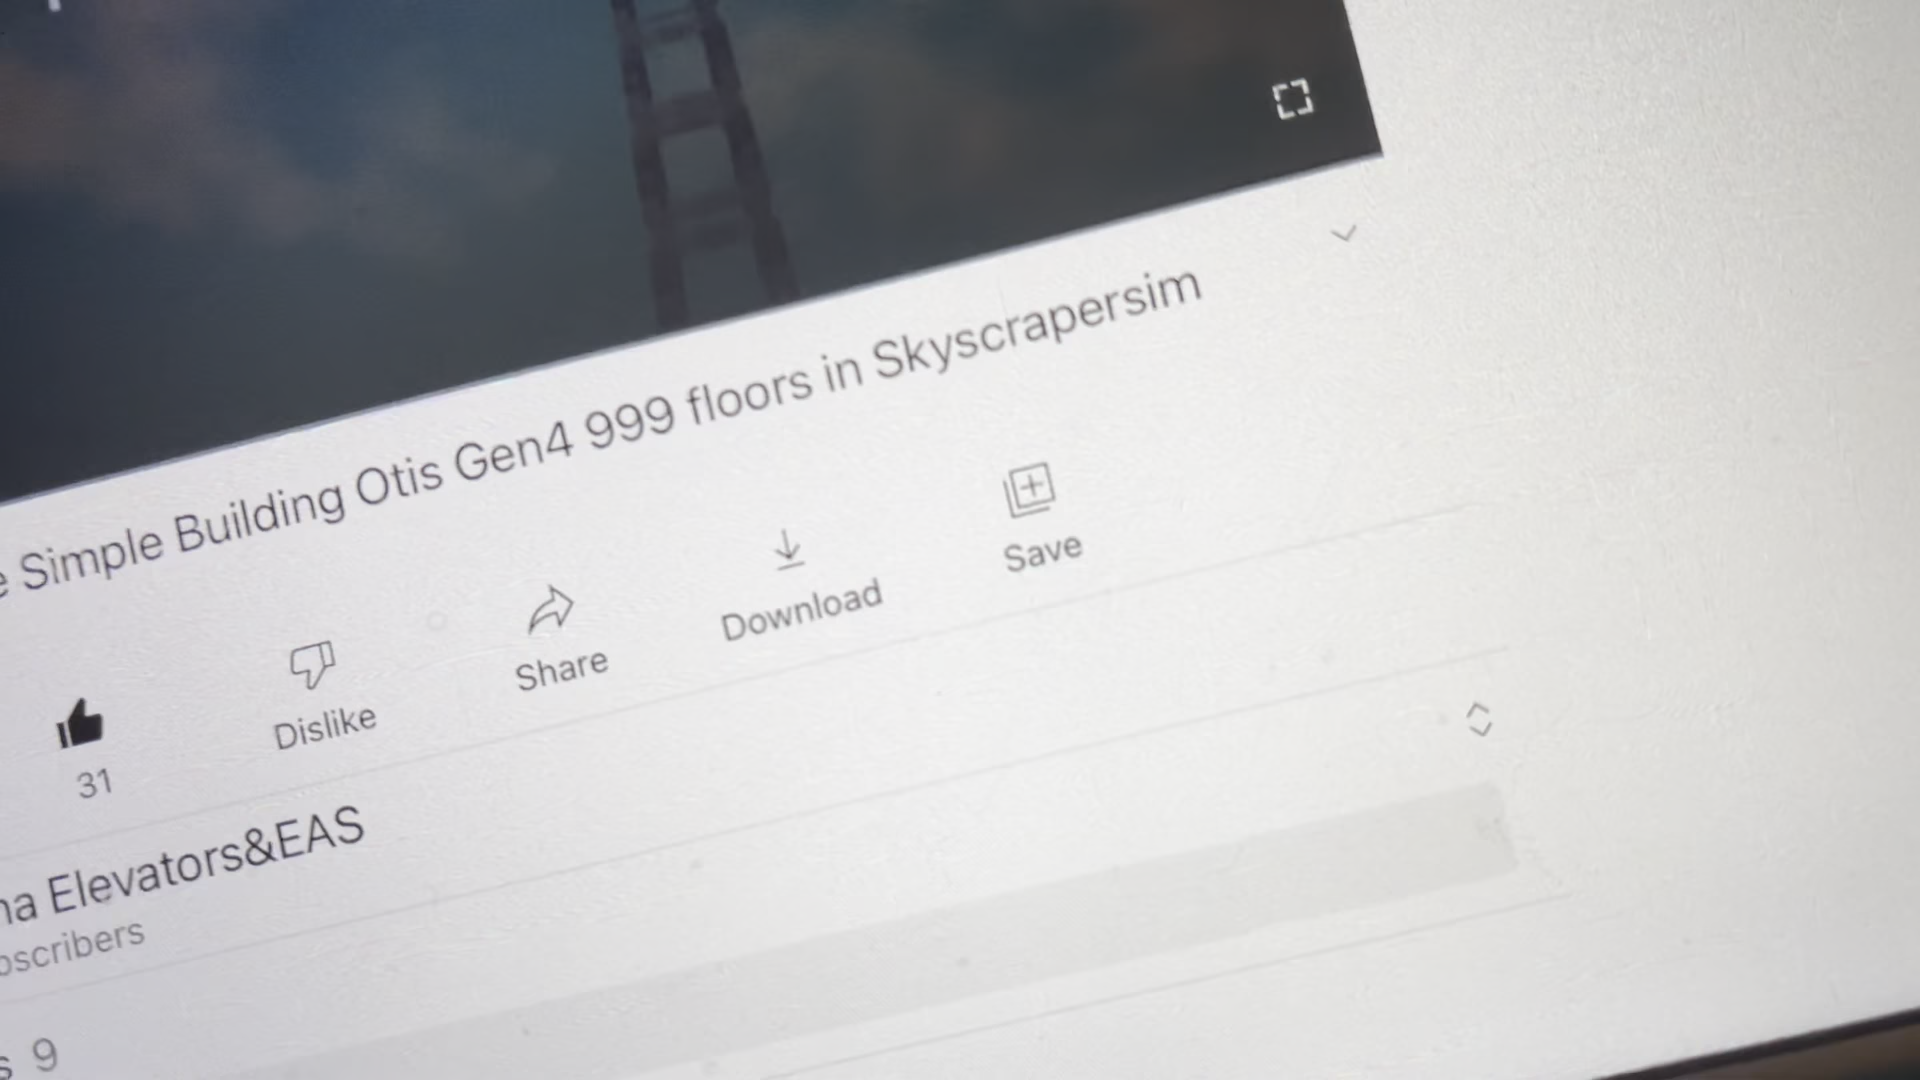 Simple Building Otis Gen4 999 floors in Skyscrapersim
31
Dislike
Share
Download
Save
Elevators&EAS
9